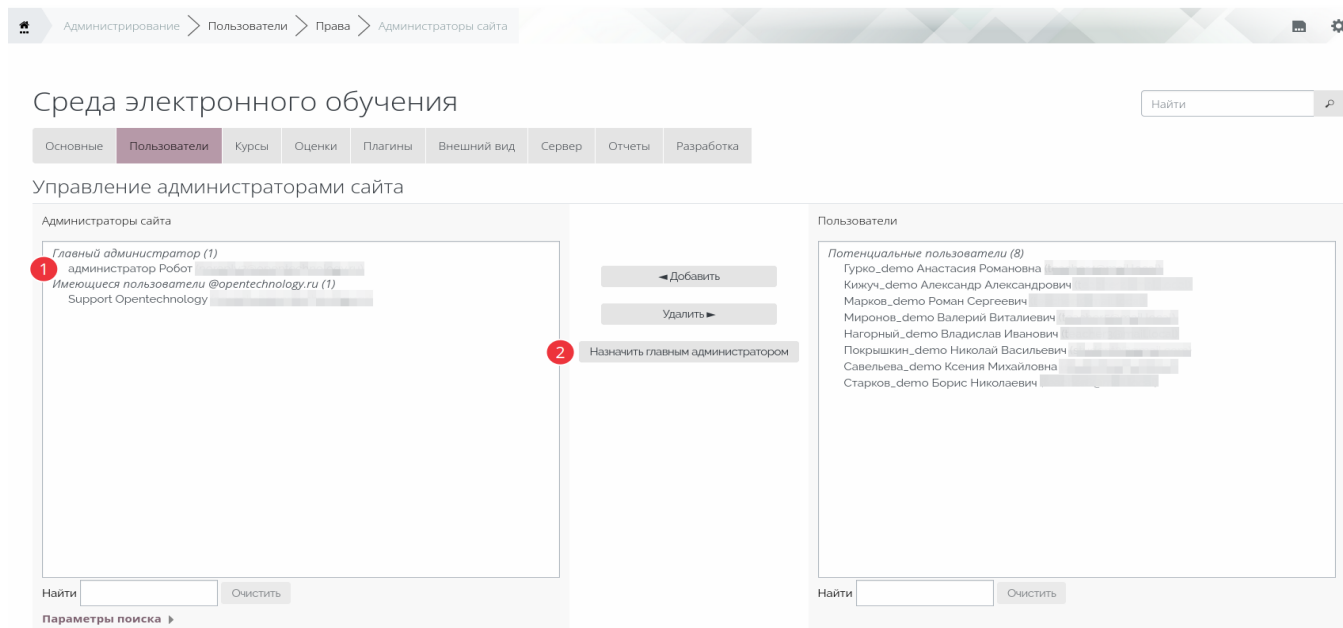 Администрирование Пользователи Права Администраторы сайта
Среда электронного обучения
Найти
Основные Пользователи Курсы Оценки Плагины Внешний вид Сервер Отчеты Разработка
Управление администраторами сайта
Администраторы сайта
Главный администратор (1)
1 администратор Робот
Имеющиеся пользователи @opentechnology.ru (1)
Support Opentechnology
Найти Очистить
Параметры поиска
◄ Добавить
Удалить ►
2 Назначить главным администратором
Пользователи
Потенциальные пользователи (8)
Гурко_demo Анастасия Романовна
Кижуч_demo Александр Александрович
Марков_demo Роман Сергеевич
Миронов_demo Валерий Виталиевич
Нагорный_demo Владислав Иванович
Покрышкин_demo Николай Васильевич
Савельева_demo Ксения Михайловна
Старков_demo Борис Николаевич
Найти Очистить